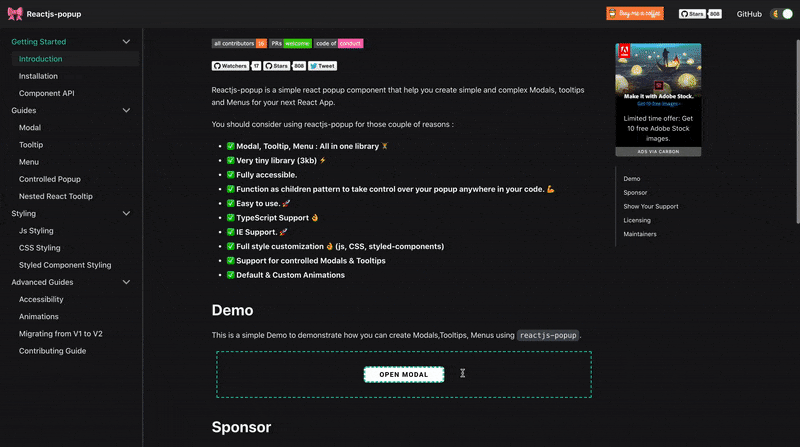 Reactjs-popup
Buy me a coffee
Stars 808
GitHub
Getting Started
Introduction
Installation
Component API
Guides
Modal
Tooltip
Menu
Controlled Popup
Nested React Tooltip
Styling
Js Styling
CSS Styling
Styled Component Styling
Advanced Guides
Accessibility
Animations
Migrating from V1 to V2
Contributing Guide
all contributors 16 PRs welcome code of conduct
Watchers 17 Stars 808 Tweet
Reactjs-popup is a simple react popup component that help you create simple and complex Modals, tooltips
and Menus for your next React App.
You should consider using reactjs-popup for those couple of reasons :
• ✅ Modal, Tooltip, Menu : All in one library 🏋
• ✅ Very tiny library (3kb) ⚡
• ✅ Fully accessible.
• ✅ Function as children pattern to take control over your popup anywhere in your code. 💪
• ✅ Easy to use. 🚀
• ✅ TypeScript Support 👌
• ✅ IE Support. 🚀
• ✅ Full style customization 👌 (js, CSS, styled-components)
• ✅ Support for controlled Modals & Tooltips
• ✅ Default & Custom Animations
Demo
This is a simple Demo to demonstrate how you can create Modals,Tooltips, Menus using reactjs-popup.
OPEN MODAL
Sponsor
Adobe
Make it with Adobe Stock.
Get 10 free images ›
Limited time offer: Get
10 free Adobe Stock
images.
ADS VIA CARBON
Demo
Sponsor
Show Your Support
Licensing
Maintainers